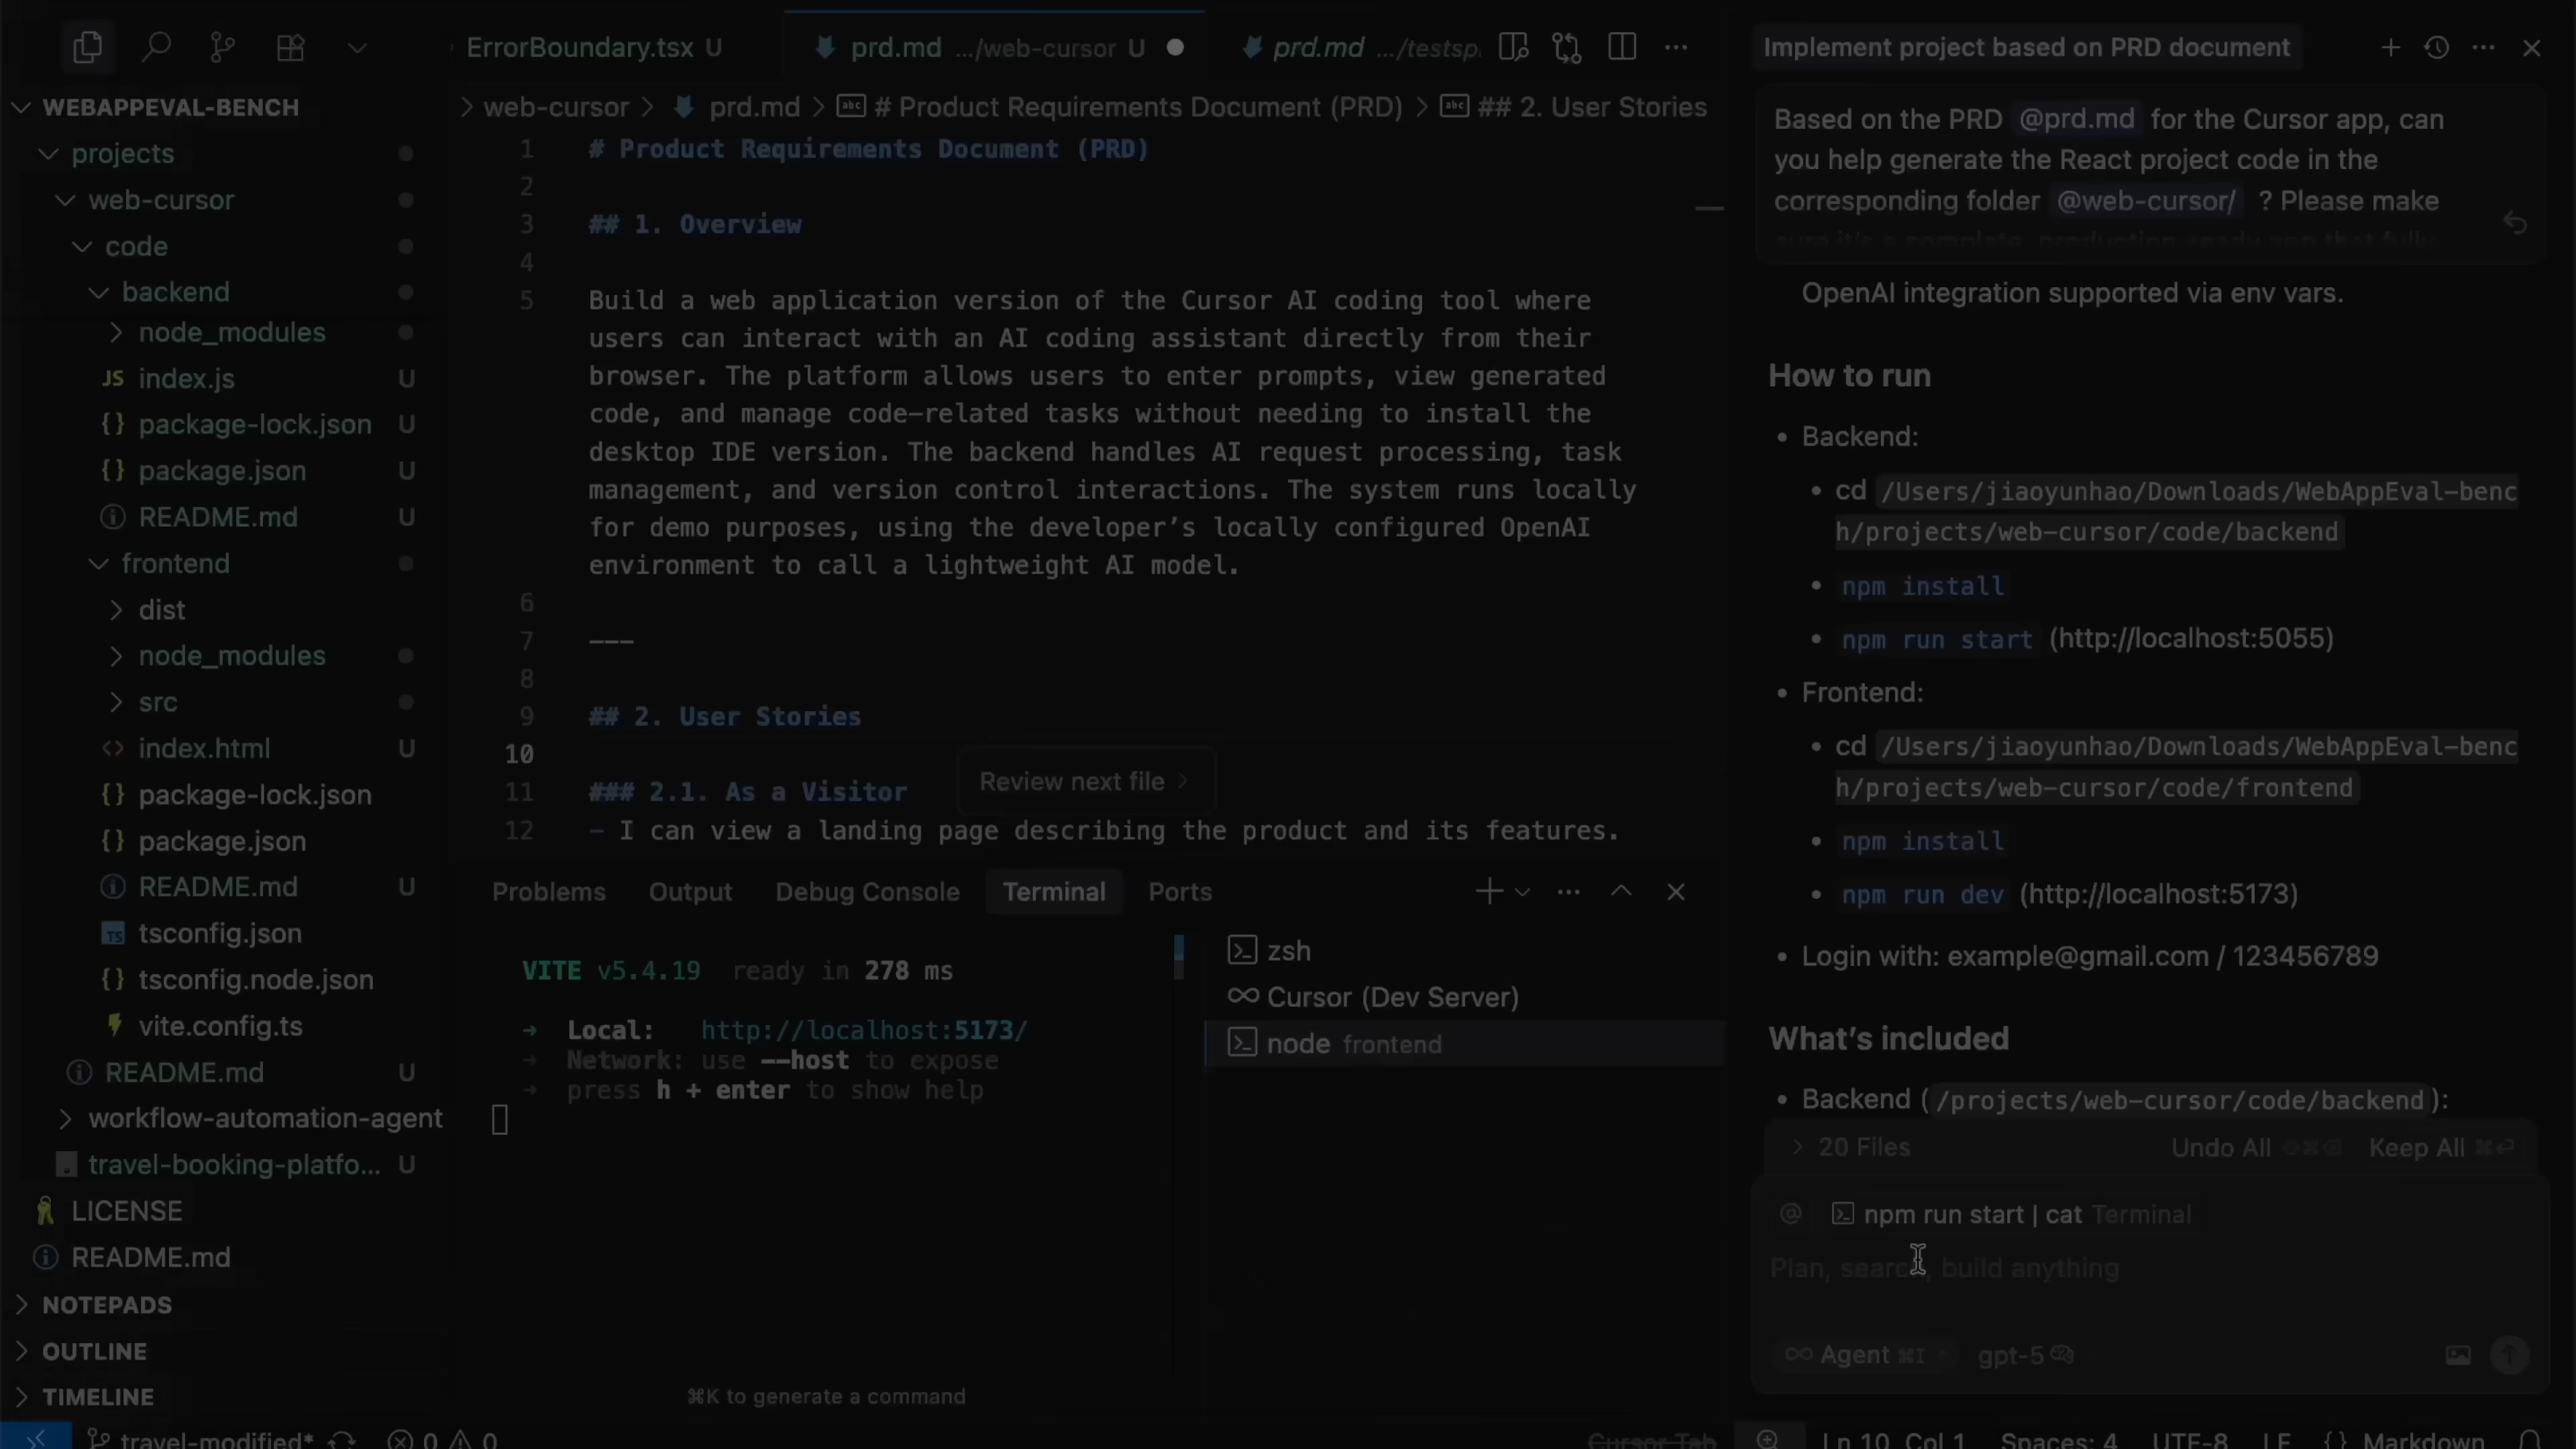 ErrorBoundary.tsx U
prd.md .../web-cursor U
prd.md .../testsp
WEBAPPEVAL-BENCH
projects
web-cursor
code
backend
node_modules
JS index.js U
{} package-lock.json U
{} package.json U
README.md U
frontend
dist
node_modules
src
<> index.html U
{} package-lock.json
{} package.json
README.md U
TS tsconfig.json
{} tsconfig.node.json
vite.config.ts
README.md U
workflow-automation-agent
travel-booking-platfo... U
LICENSE
README.md
NOTEPADS
OUTLINE
TIMELINE
travel-modified* 0 0
> web-cursor > prd.md > abc # Product Requirements Document (PRD) > abc ## 2. User Stories
1 # Product Requirements Document (PRD)
2
3 ## 1. Overview
4
5 Build a web application version of the Cursor AI coding tool where
users can interact with an AI coding assistant directly from their
browser. The platform allows users to enter prompts, view generated
code, and manage code-related tasks without needing to install the
desktop IDE version. The backend handles AI request processing, task
management, and version control interactions. The system runs locally
for demo purposes, using the developer’s locally configured OpenAI
environment to call a lightweight AI model.
6
7 ---
8
9 ## 2. User Stories
10
11 ### 2.1. As a Visitor
12 - I can view a landing page describing the product and its features.
Review next file >
Problems Output Debug Console Terminal Ports
VITE v5.4.19 ready in 278 ms
➜ Local: http://localhost:5173/
➜ Network: use --host to expose
➜ press h + enter to show help
zsh
Cursor (Dev Server)
node frontend
⌘K to generate a command
Implement project based on PRD document
Based on the PRD @prd.md for the Cursor app, can
you help generate the React project code in the
corresponding folder @web-cursor/ ? Please make
sure it's a complete, production-ready app that fully
OpenAI integration supported via env vars.
How to run
• Backend:
• cd /Users/jiaoyunhao/Downloads/WebAppEval-benc
h/projects/web-cursor/code/backend
• npm install
• npm run start (http://localhost:5055)
• Frontend:
• cd /Users/jiaoyunhao/Downloads/WebAppEval-benc
h/projects/web-cursor/code/frontend
• npm install
• npm run dev (http://localhost:5173)
• Login with: example@gmail.com / 123456789
What’s included
• Backend (/projects/web-cursor/code/backend):
> 20 Files Undo All Keep All
@ npm run start | cat Terminal
Plan, search, build anything
Agent ⌘I gpt-5
Cursor Tab Ln 10, Col 1 Spaces: 4 UTF-8 LF {} Markdown